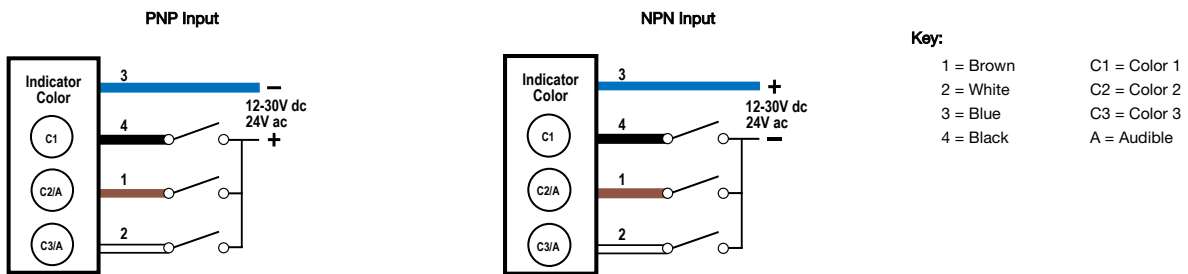 PNP Input
Indicator
Color
3
−
12-30V dc
24V ac
4
+
C1
1
C2/A
2
C3/A
NPN Input
Indicator
Color
3
+
12-30V dc
24V ac
4
−
C1
1
C2/A
2
C3/A
Key:
1 = Brown C1 = Color 1
2 = White C2 = Color 2
3 = Blue C3 = Color 3
4 = Black A = Audible